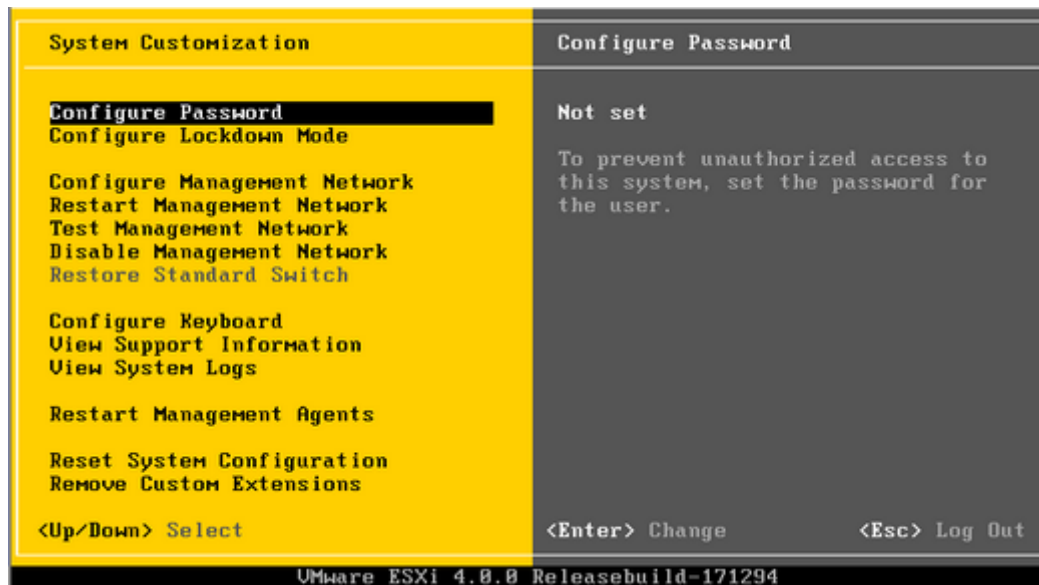 System Customization
Configure Password
Configure Password
Configure Lockdown Mode
Configure Management Network
Restart Management Network
Test Management Network
Disable Management Network
Restore Standard Switch
Configure Keyboard
View Support Information
View System Logs
Restart Management Agents
Reset System Configuration
Remove Custom Extensions
<Up/Down> Select
Not set
To prevent unauthorized access to
this system, set the password for
the user.
<Enter> Change
<Esc> Log Out
VMware ESXi 4.0.0 Releasebuild-171294